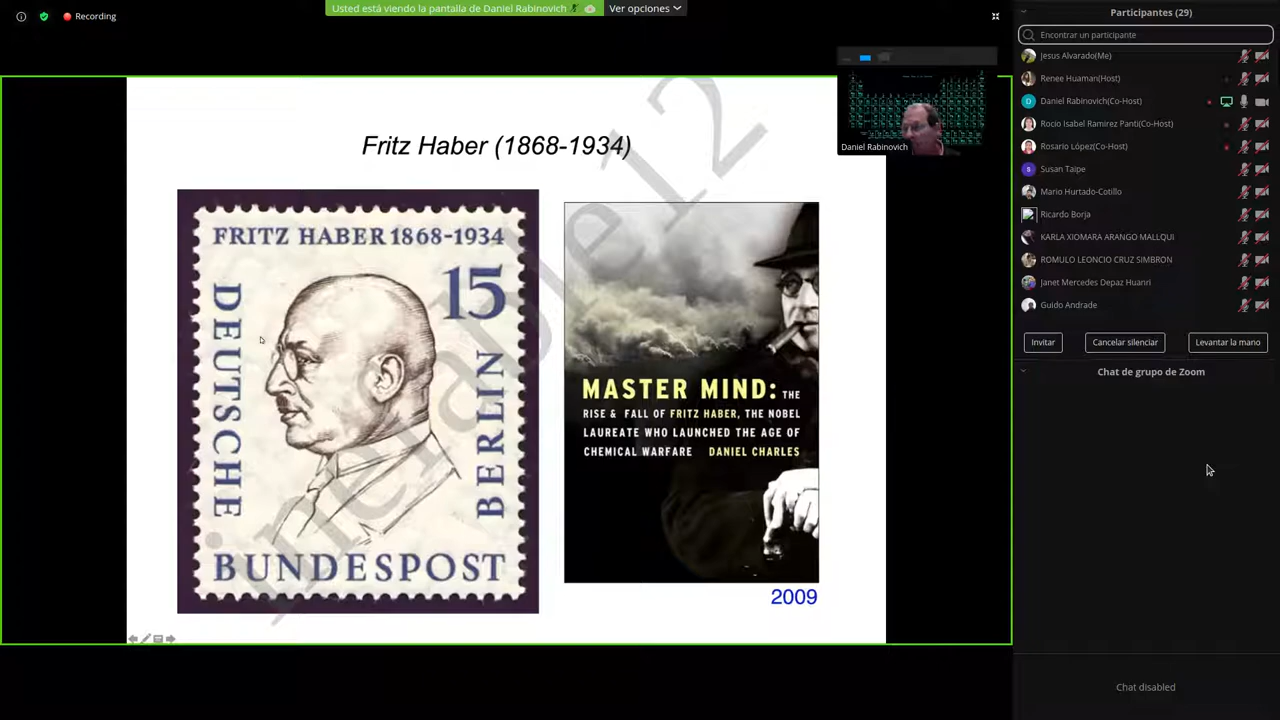 Recording
Usted está viendo la pantalla de Daniel Rabinovich
Ver opciones
Fritz Haber (1868-1934)
FRITZ HABER 1868-1934
15
DEUTSCHE
BERLIN
BUNDESPOST
MASTER MIND: THE
RISE & FALL OF FRITZ HABER, THE NOBEL
LAUREATE WHO LAUNCHED THE AGE OF
CHEMICAL WARFARE DANIEL CHARLES
2009
Daniel Rabinovich
Participantes (29)
Encontrar un participante
Jesus Alvarado(Me)
Renee Huaman(Host)
Daniel Rabinovich(Co-Host)
Rocio Isabel Ramirez Panti(Co-Host)
Rosario López(Co-Host)
Susan Taipe
Mario Hurtado-Cotillo
Ricardo Borja
KARLA XIOMARA ARANGO MALLQUI
ROMULO LEONCIO CRUZ SIMBRON
Janet Mercedes Depaz Huanri
Guido Andrade
Invitar
Cancelar silenciar
Levantar la mano
Chat de grupo de Zoom
Chat disabled